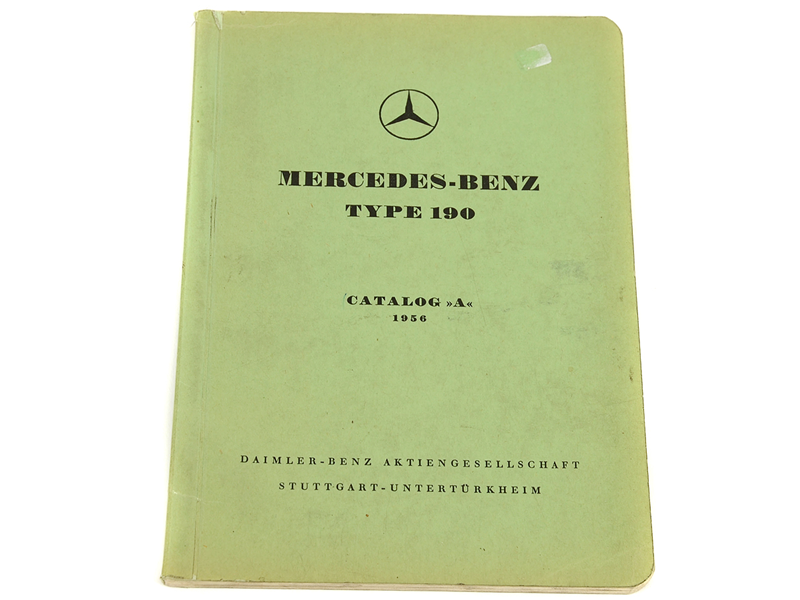 MERCEDES-BENZ
TYPE 190
CATALOG »A«
1956
DAIMLER-BENZ AKTIENGESELLSCHAFT
STUTTGART-UNTERTÜRKHEIM